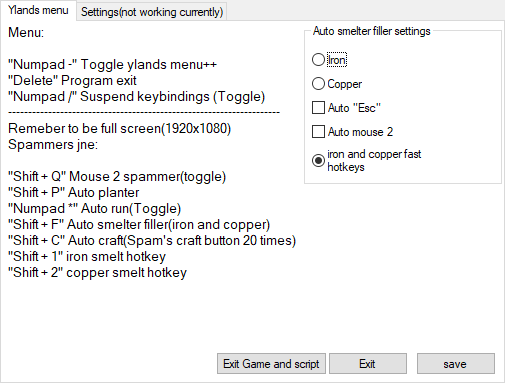 Ylands menu
Settings(not working currently)
Menu:
"Numpad -" Toggle ylands menu++
"Delete" Program exit
"Numpad /" Suspend keybindings (Toggle)
--------------------------------------------------------------------
Remeber to be full screen(1920x1080)
Spammers jne:
"Shift + Q" Mouse 2 spammer(toggle)
"Shift + P" Auto planter
"Numpad *" Auto run(Toggle)
"Shift + F" Auto smelter filler(iron and copper)
"Shift + C" Auto craft(Spam's craft button 20 times)
"Shift + 1" iron smelt hotkey
"Shift + 2" copper smelt hotkey
Auto smelter filler settings
Iron
Copper
Auto "Esc"
Auto mouse 2
iron and copper fast
hotkeys
Exit Game and script
Exit
save